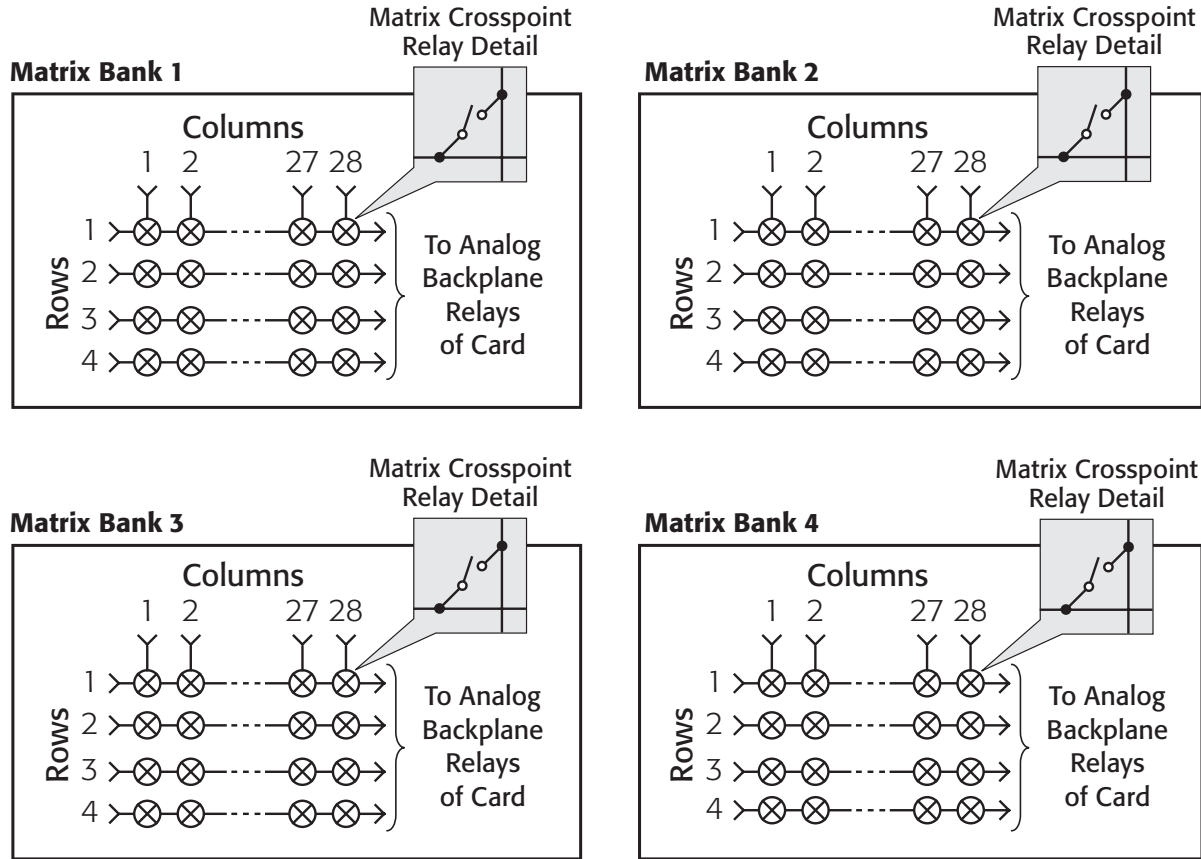 Matrix Crosspoint
Relay Detail
Matrix Bank 1
Columns
1 2 27 28
Rows
1
2
3
4
To Analog
Backplane
Relays
of Card
Matrix Crosspoint
Relay Detail
Matrix Bank 2
Columns
1 2 27 28
Rows
1
2
3
4
To Analog
Backplane
Relays
of Card
Matrix Crosspoint
Relay Detail
Matrix Bank 3
Columns
1 2 27 28
Rows
1
2
3
4
To Analog
Backplane
Relays
of Card
Matrix Crosspoint
Relay Detail
Matrix Bank 4
Columns
1 2 27 28
Rows
1
2
3
4
To Analog
Backplane
Relays
of Card